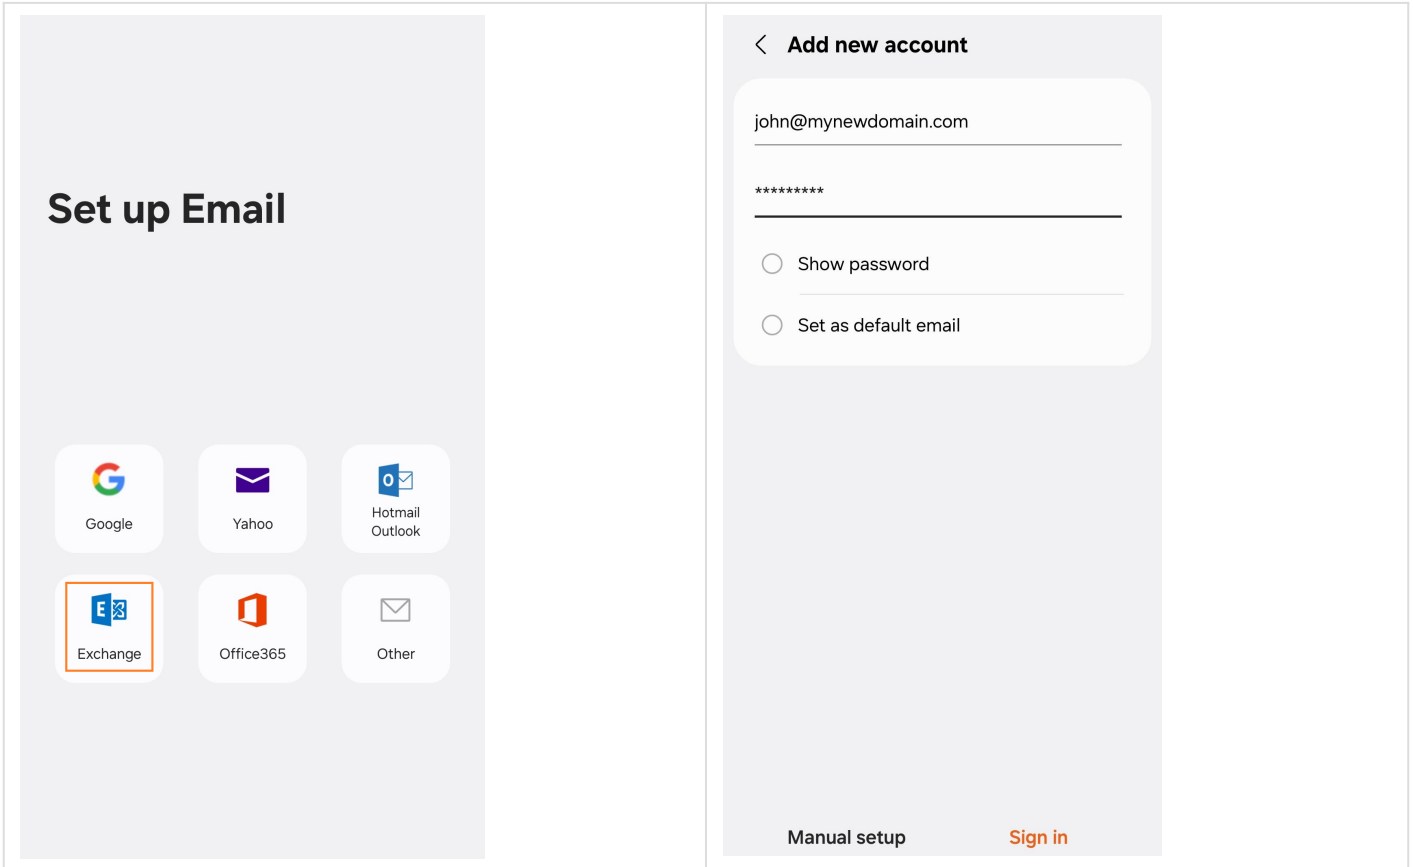 Set up Email
Google
Yahoo
Hotmail
Outlook
Exchange
Office365
Other
Add new account
john@mynewdomain.com
*********
Show password
Set as default email
Manual setup
Sign in